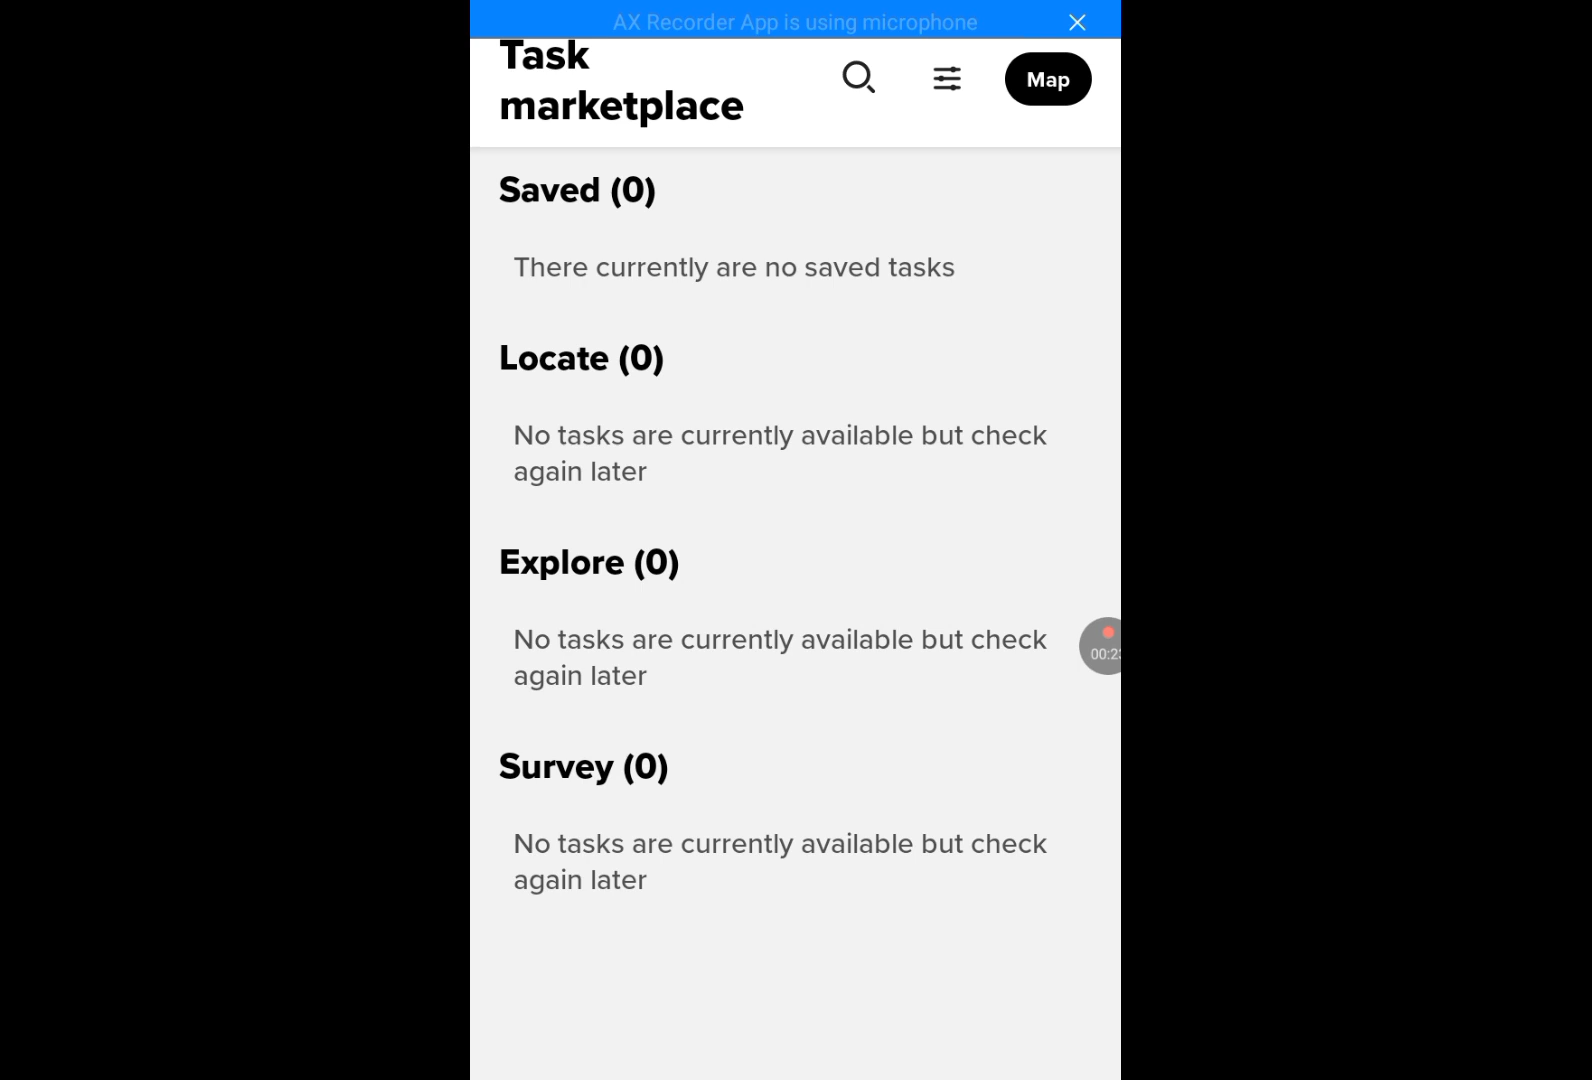 AX Recorder App is using microphone
Task
marketplace
Map
Saved (0)
There currently are no saved tasks
Locate (0)
No tasks are currently available but check
again later
Explore (0)
No tasks are currently available but check
again later
00:23
Survey (0)
No tasks are currently available but check
again later